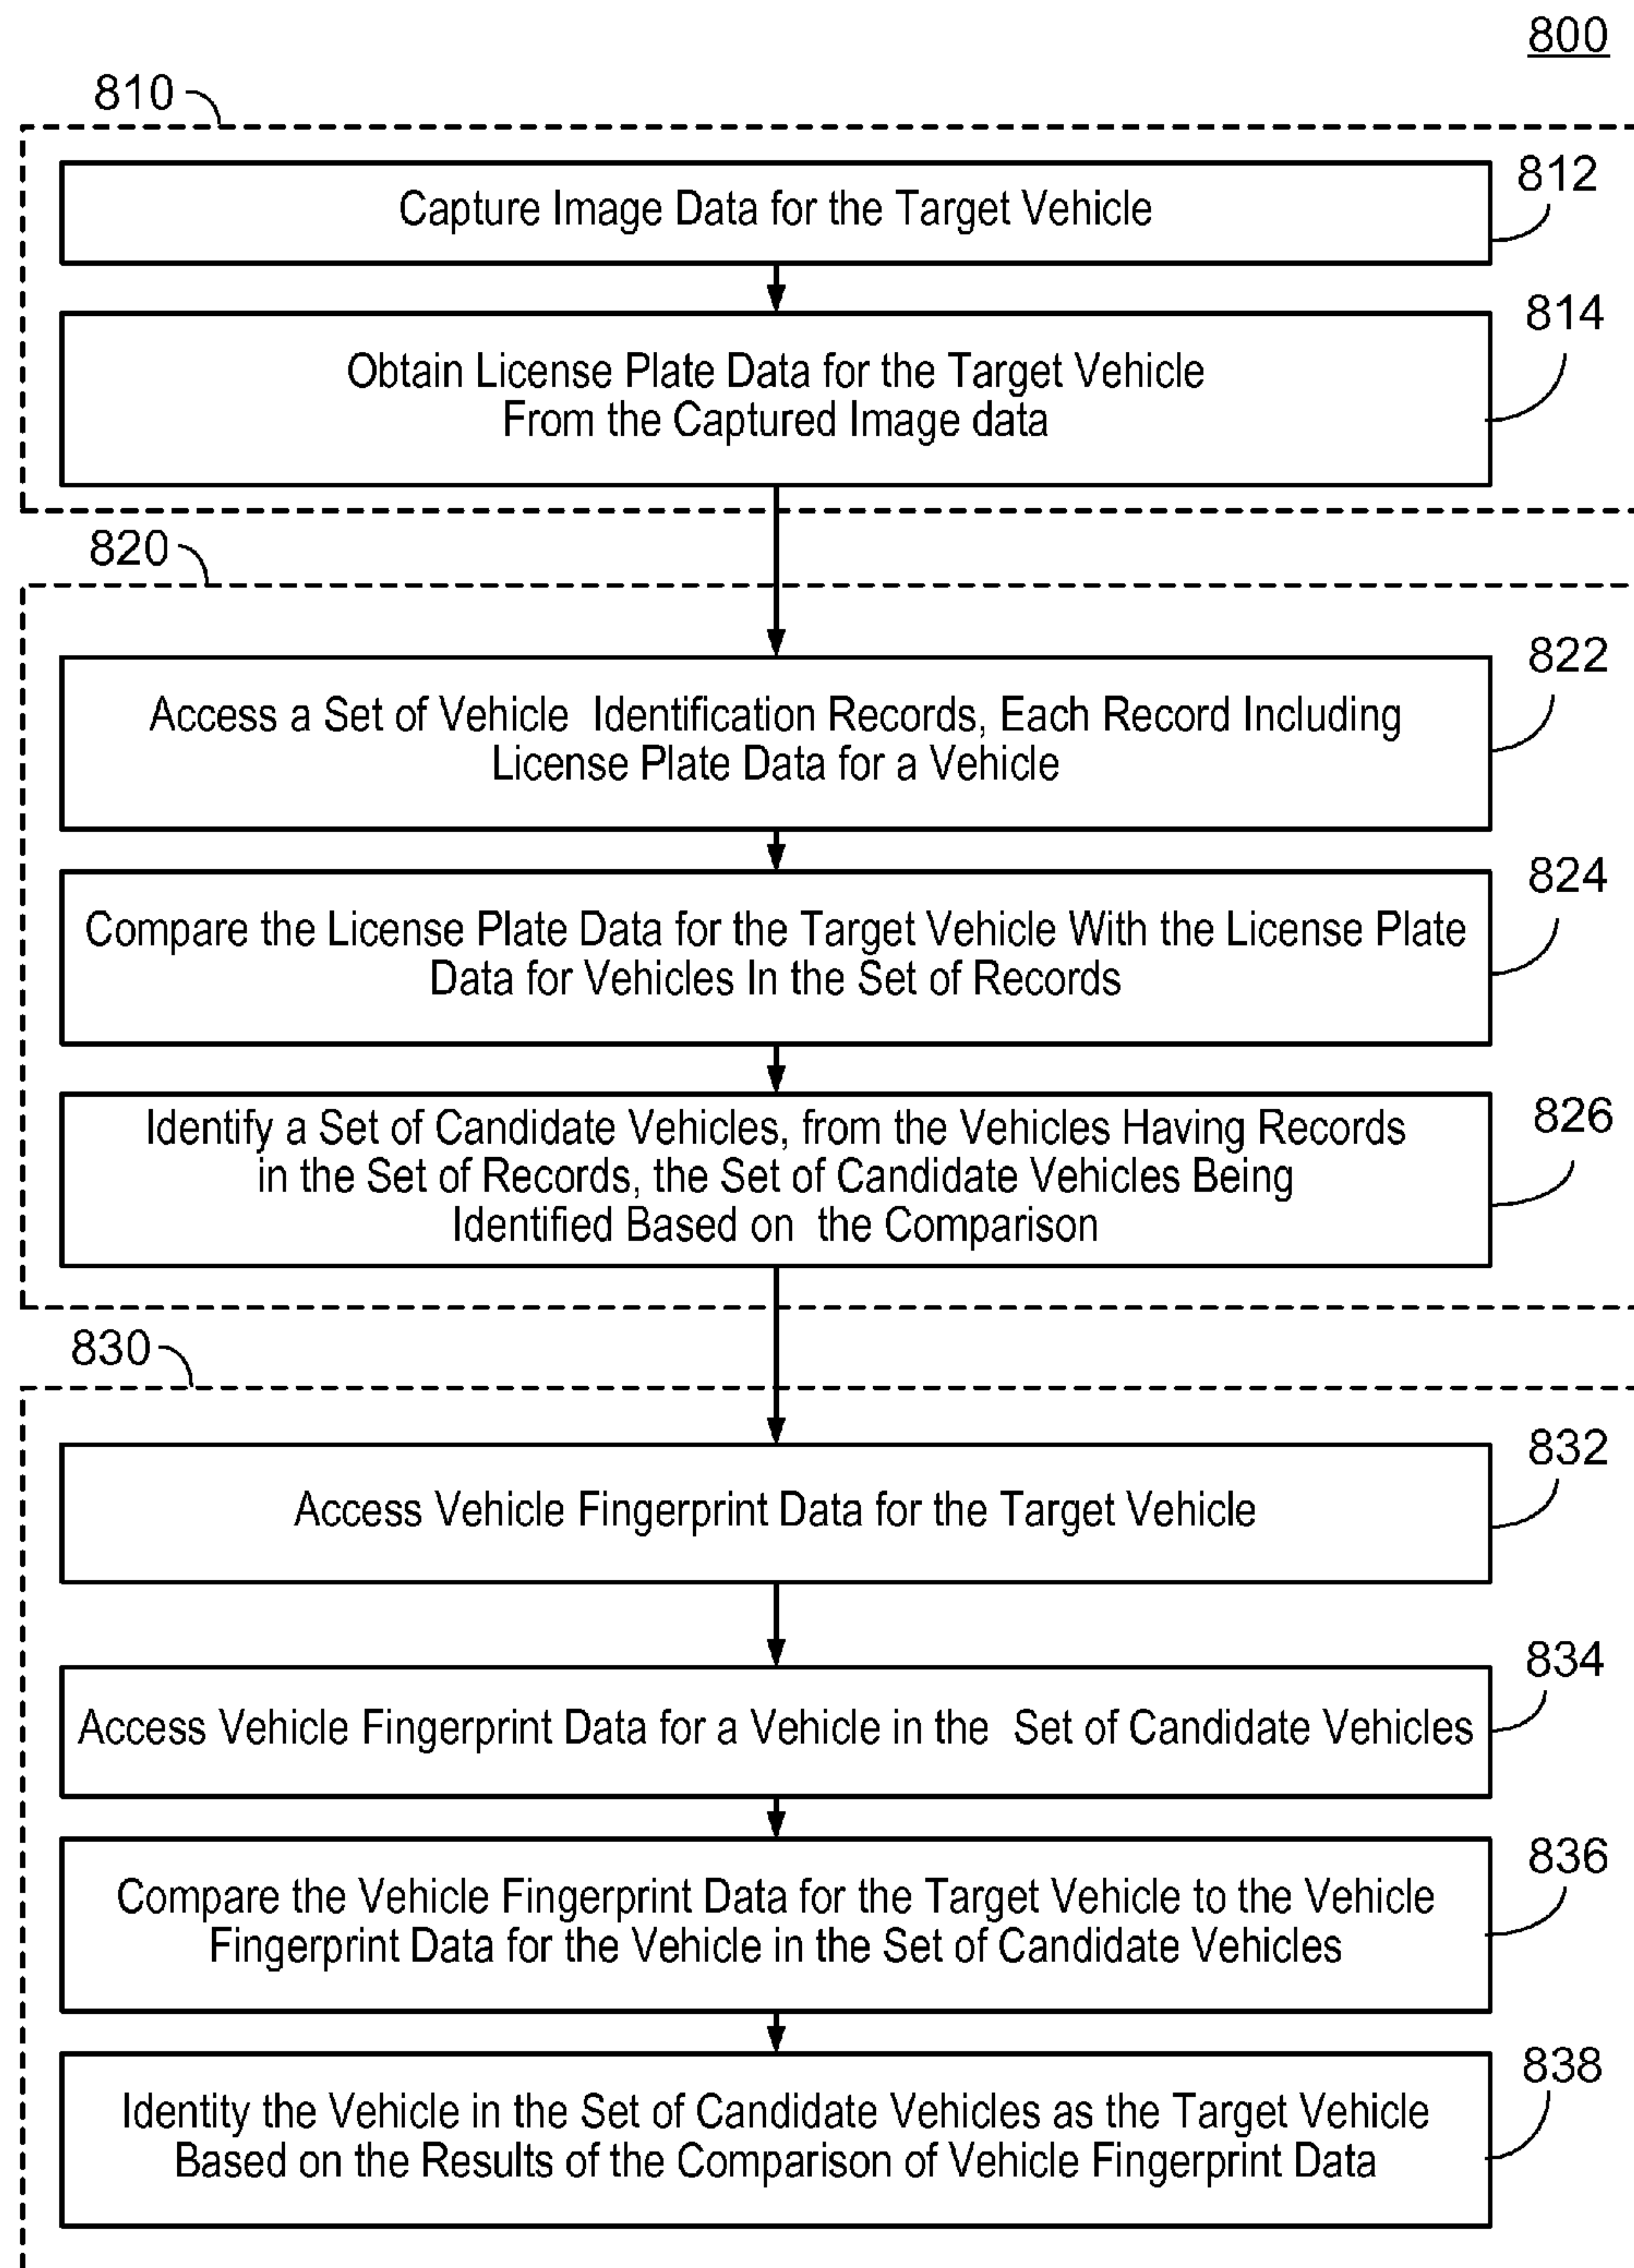 800
810
812
Capture Image Data for the Target Vehicle
814
Obtain License Plate Data for the Target Vehicle
From the Captured Image data
820
822
Access a Set of Vehicle Identification Records, Each Record Including
License Plate Data for a Vehicle
824
Compare the License Plate Data for the Target Vehicle With the License Plate
Data for Vehicles In the Set of Records
826
Identify a Set of Candidate Vehicles, from the Vehicles Having Records
in the Set of Records, the Set of Candidate Vehicles Being
Identified Based on the Comparison
830
832
Access Vehicle Fingerprint Data for the Target Vehicle
834
Access Vehicle Fingerprint Data for a Vehicle in the Set of Candidate Vehicles
836
Compare the Vehicle Fingerprint Data for the Target Vehicle to the Vehicle
Fingerprint Data for the Vehicle in the Set of Candidate Vehicles
838
Identity the Vehicle in the Set of Candidate Vehicles as the Target Vehicle
Based on the Results of the Comparison of Vehicle Fingerprint Data